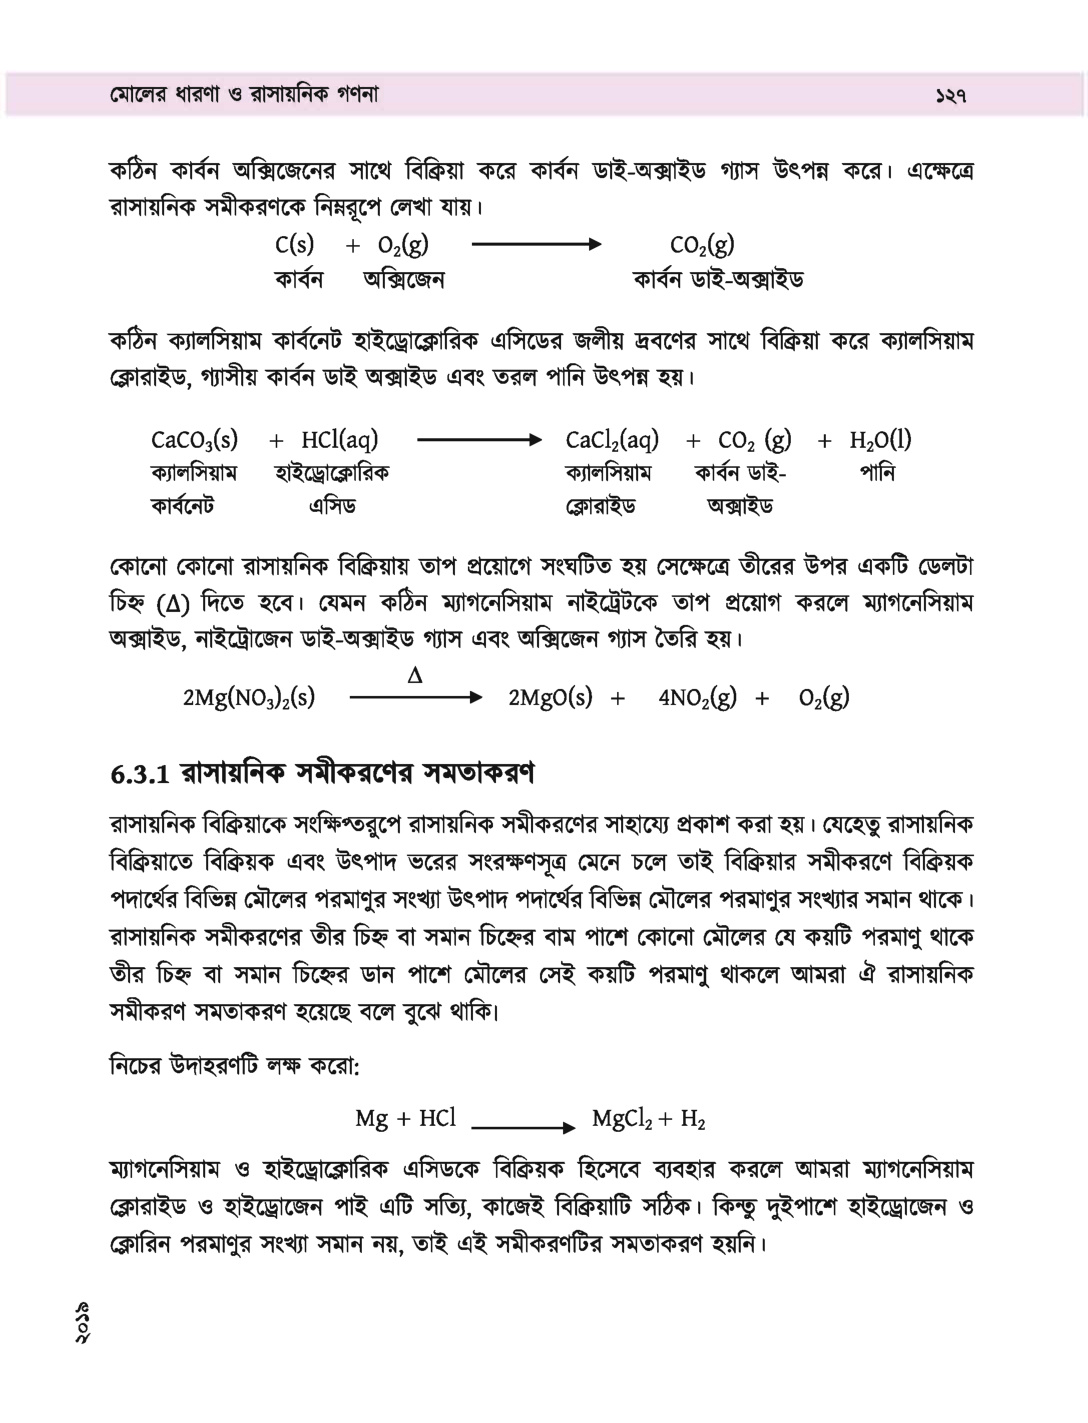 মোলের ধারণা ও রাসায়নিক গণনা ১২৭
কঠিন কার্বন অক্সিজেনের সাথে বিক্রিয়া করে কার্বন ডাই-অক্সাইড গ্যাস উৎপন্ন করে। এক্ষেত্রে
রাসায়নিক সমীকরণকে নিম্নরূপে লেখা যায়।
C(s) + O₂(g) ⟶ CO₂(g)
কার্বন অক্সিজেন কার্বন ডাই-অক্সাইড
কঠিন ক্যালসিয়াম কার্বনেট হাইড্রোক্লোরিক এসিডের জলীয় দ্রবণের সাথে বিক্রিয়া করে ক্যালসিয়াম
ক্লোরাইড, গ্যাসীয় কার্বন ডাই অক্সাইড এবং তরল পানি উৎপন্ন হয়।
CaCO₃(s) + HCl(aq) ⟶ CaCl₂(aq) + CO₂ (g) + H₂O(l)
ক্যালসিয়াম হাইড্রোক্লোরিক ক্যালসিয়াম কার্বন ডাই- পানি
কার্বনেট এসিড ক্লোরাইড অক্সাইড
কোনো কোনো রাসায়নিক বিক্রিয়ায় তাপ প্রয়োগে সংঘটিত হয় সেক্ষেত্রে তীরের উপর একটি ডেলটা
চিহ্ন (Δ) দিতে হবে। যেমন কঠিন ম্যাগনেসিয়াম নাইট্রেটকে তাপ প্রয়োগ করলে ম্যাগনেসিয়াম
অক্সাইড, নাইট্রোজেন ডাই-অক্সাইড গ্যাস এবং অক্সিজেন গ্যাস তৈরি হয়।
Δ
2Mg(NO₃)₂(s) ⟶ 2MgO(s) + 4NO₂(g) + O₂(g)
6.3.1 রাসায়নিক সমীকরণের সমতাকরণ
রাসায়নিক বিক্রিয়াকে সংক্ষিপ্তরুপে রাসায়নিক সমীকরণের সাহায্যে প্রকাশ করা হয়। যেহেতু রাসায়নিক
বিক্রিয়াতে বিক্রিয়ক এবং উৎপাদ ভরের সংরক্ষণসূত্র মেনে চলে তাই বিক্রিয়ার সমীকরণে বিক্রিয়ক
পদার্থের বিভিন্ন মৌলের পরমাণুর সংখ্যা উৎপাদ পদার্থের বিভিন্ন মৌলের পরমাণুর সংখ্যার সমান থাকে।
রাসায়নিক সমীকরণের তীর চিহ্ন বা সমান চিহ্নের বাম পাশে কোনো মৌলের যে কয়টি পরমাণু থাকে
তীর চিহ্ন বা সমান চিহ্নের ডান পাশে মৌলের সেই কয়টি পরমাণু থাকলে আমরা ঐ রাসায়নিক
সমীকরণ সমতাকরণ হয়েছে বলে বুঝে থাকি।
নিচের উদাহরণটি লক্ষ করো:
Mg + HCl ⟶ MgCl₂ + H₂
ম্যাগনেসিয়াম ও হাইড্রোক্লোরিক এসিডকে বিক্রিয়ক হিসেবে ব্যবহার করলে আমরা ম্যাগনেসিয়াম
ক্লোরাইড ও হাইড্রোজেন পাই এটি সত্যি, কাজেই বিক্রিয়াটি সঠিক। কিন্তু দুইপাশে হাইড্রোজেন ও
ক্লোরিন পরমাণুর সংখ্যা সমান নয়, তাই এই সমীকরণটির সমতাকরণ হয়নি।
২০১৯